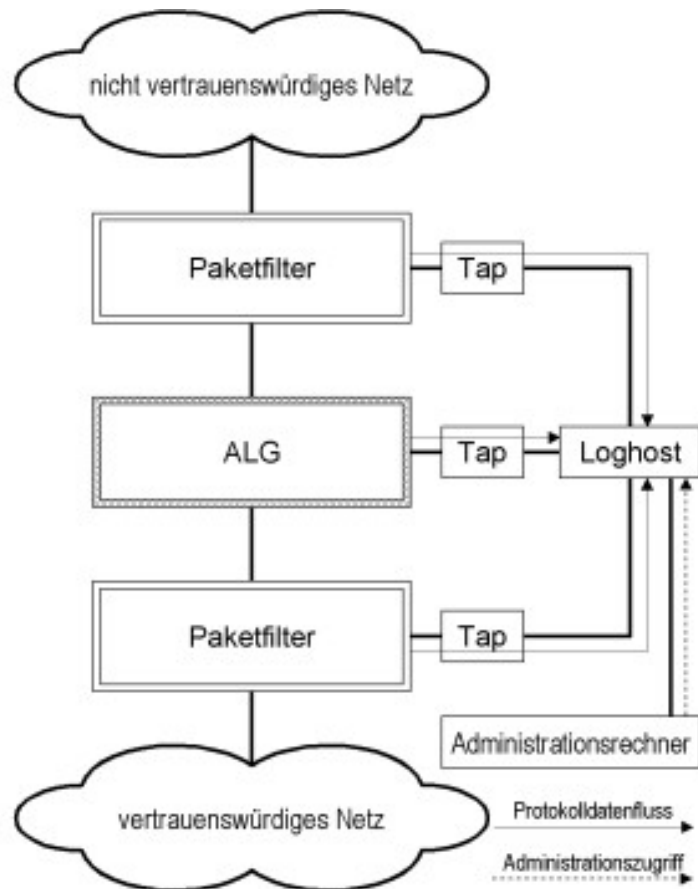 nicht vertrauenswürdiges Netz
Paketfilter
Tap
ALG
Tap
Loghost
Paketfilter
Tap
Administrationsrechner
vertrauenswürdiges Netz
Protokolldatenfluss
Administrationszugriff